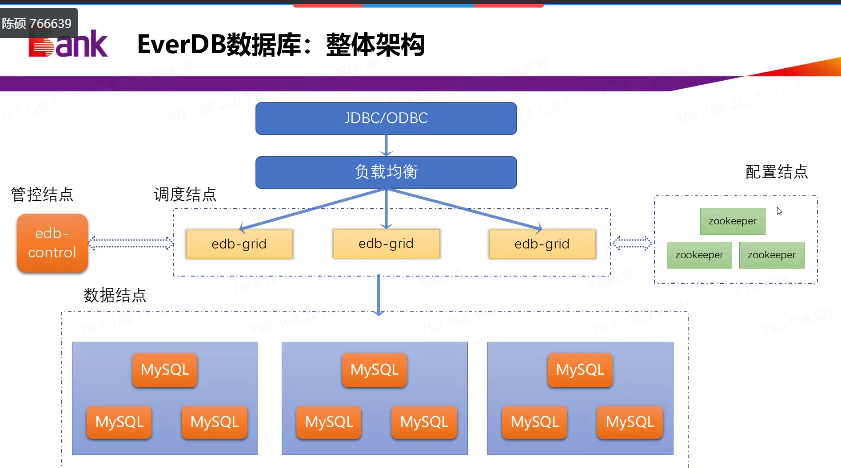 陈硕 766639
Bank
EverDB数据库：整体架构
JDBC/ODBC
负载均衡
配置结点
管控结点
调度结点
edb-control
edb-grid
edb-grid
edb-grid
zookeeper
zookeeper
zookeeper
数据结点
MySQL
MySQL
MySQL
MySQL
MySQL
MySQL
MySQL
MySQL
MySQL